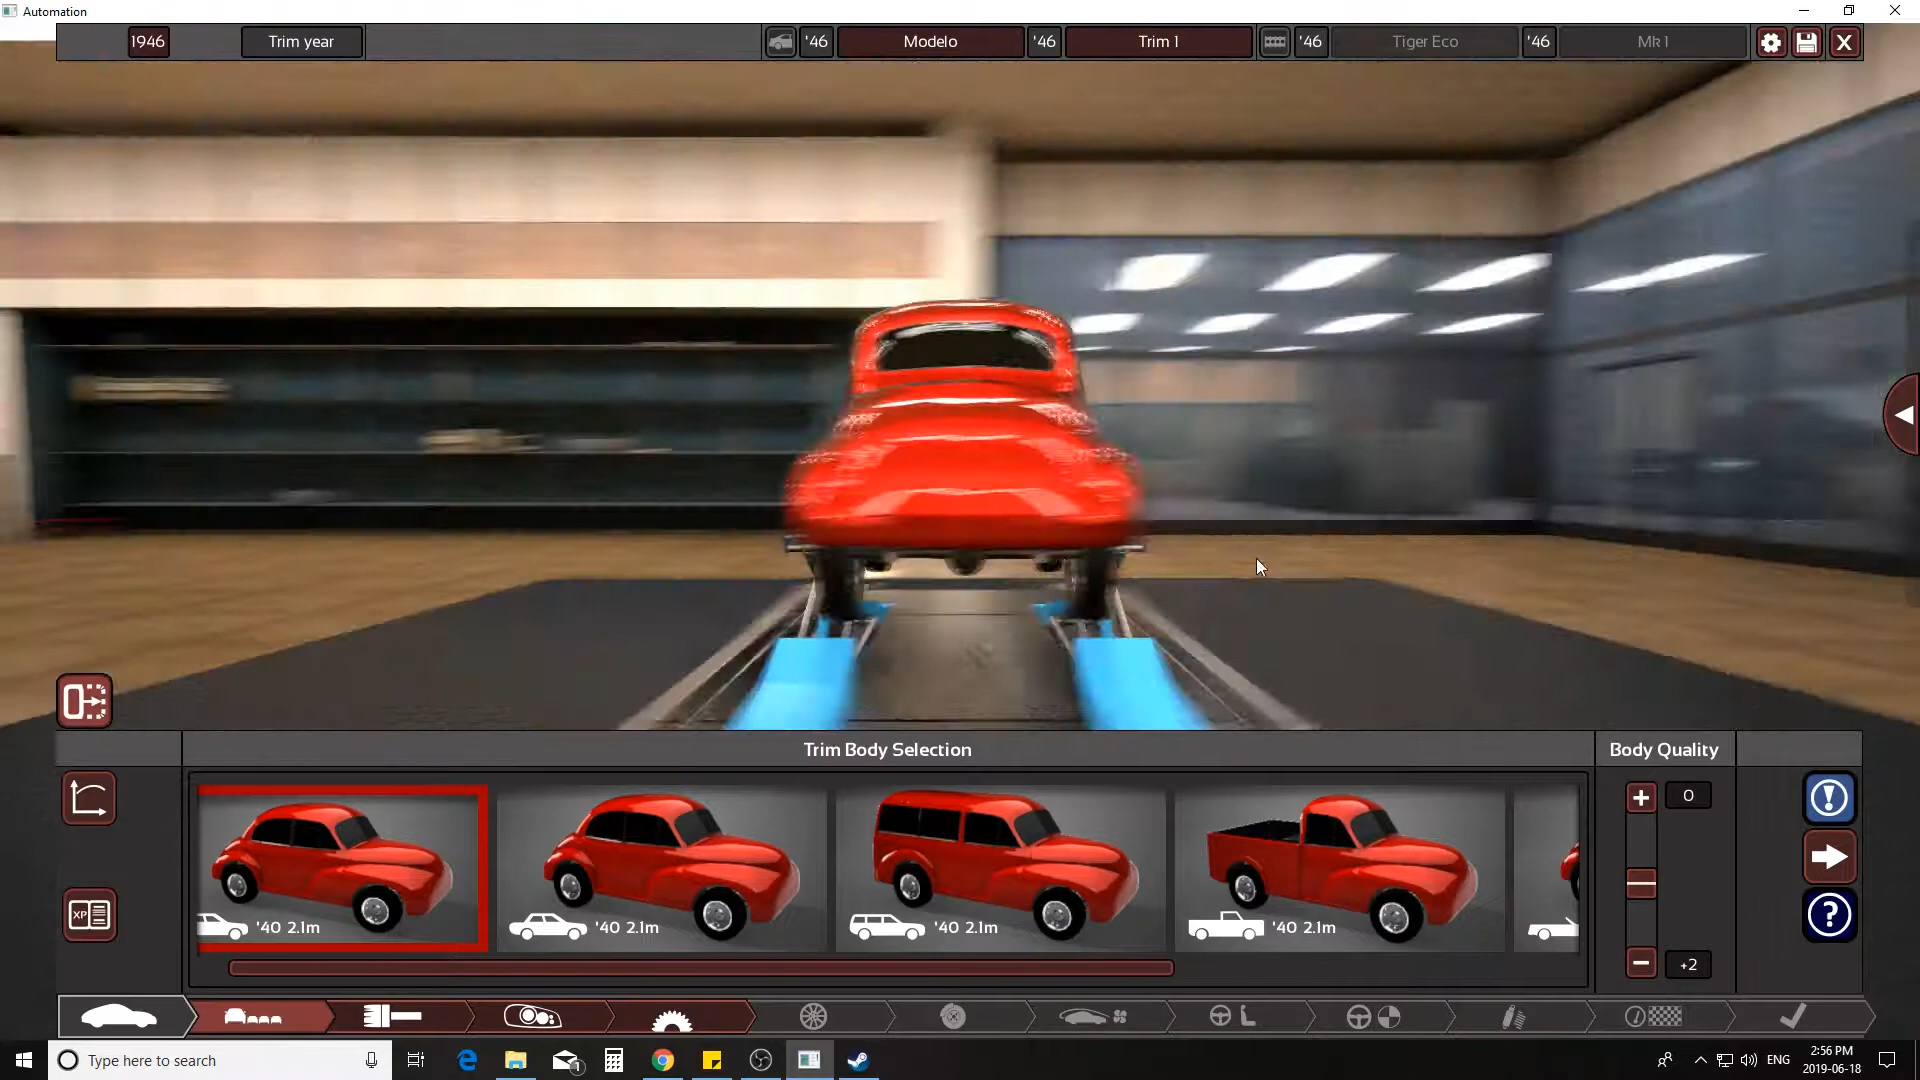 Automation
1946
Trim year
'46
Modelo
'46
Trim 1
'46
Tiger Eco
'46
Mk 1
X
Trim Body Selection
Body Quality
'40 2.1m
'40 2.1m
'40 2.1m
'40 2.1m
0
+2
XP
Type here to search
1
ENG
2:56 PM
2019-06-18